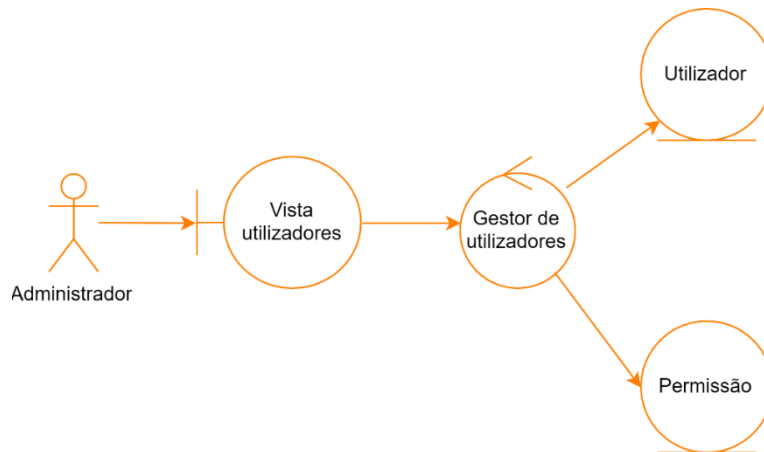 Utilizador
Vista
utilizadores
Gestor de
utilizadores
Administrador
Permissão